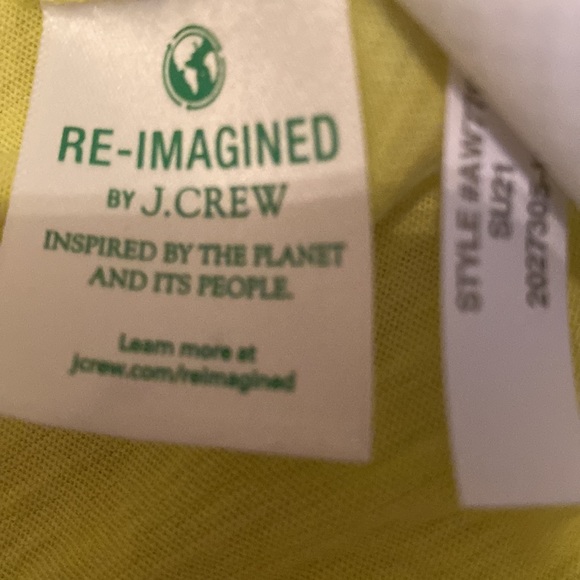 RE-IMAGINED
BY J.CREW
INSPIRED BY THE PLANET
AND ITS PEOPLE.
Learn more at
jcrew.com/reimagined
STYLE
SU21